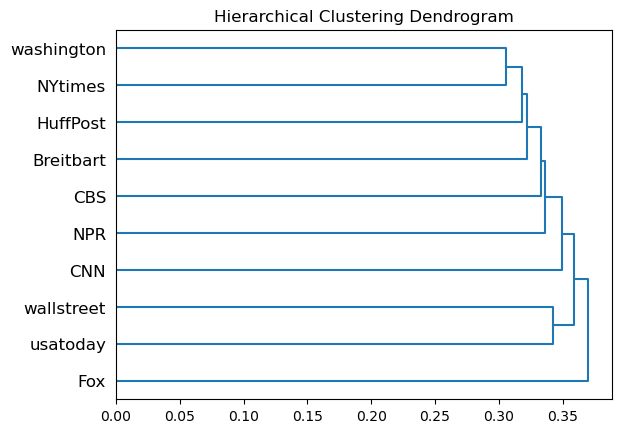 Hierarchical Clustering Dendrogram
washington
NYtimes
HuffPost
Breitbart
CBS
NPR
CNN
wallstreet
usatoday
Fox
0.00 0.05 0.10 0.15 0.20 0.25 0.30 0.35